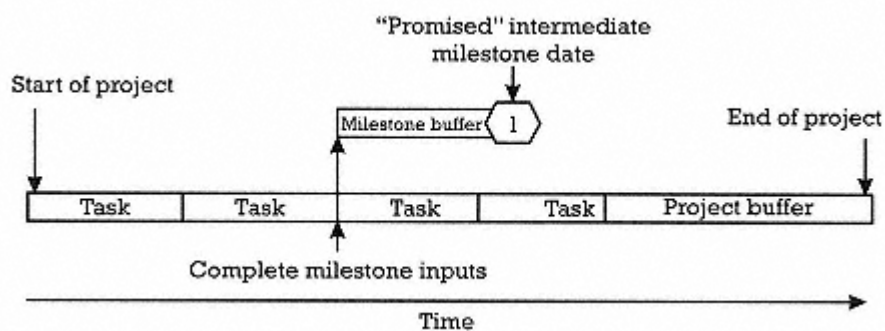 “Promised” intermediate
milestone date
Start of project
Milestone buffer
1
End of project
Task
Task
Task
Task
Project buffer
Complete milestone inputs
Time